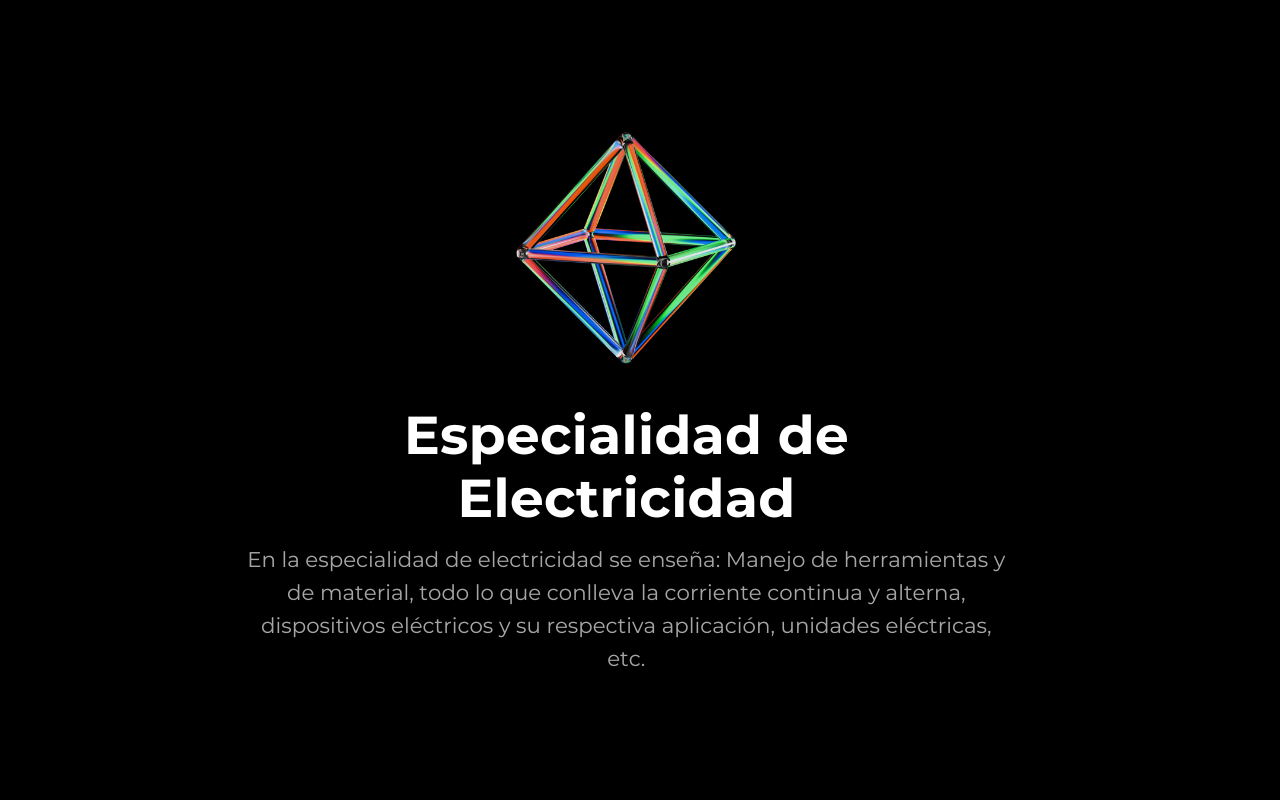 Especialidad de
Electricidad
En la especialidad de electricidad se enseña: Manejo de herramientas y
de material, todo lo que conlleva la corriente continua y alterna,
dispositivos eléctricos y su respectiva aplicación, unidades eléctricas,
etc.